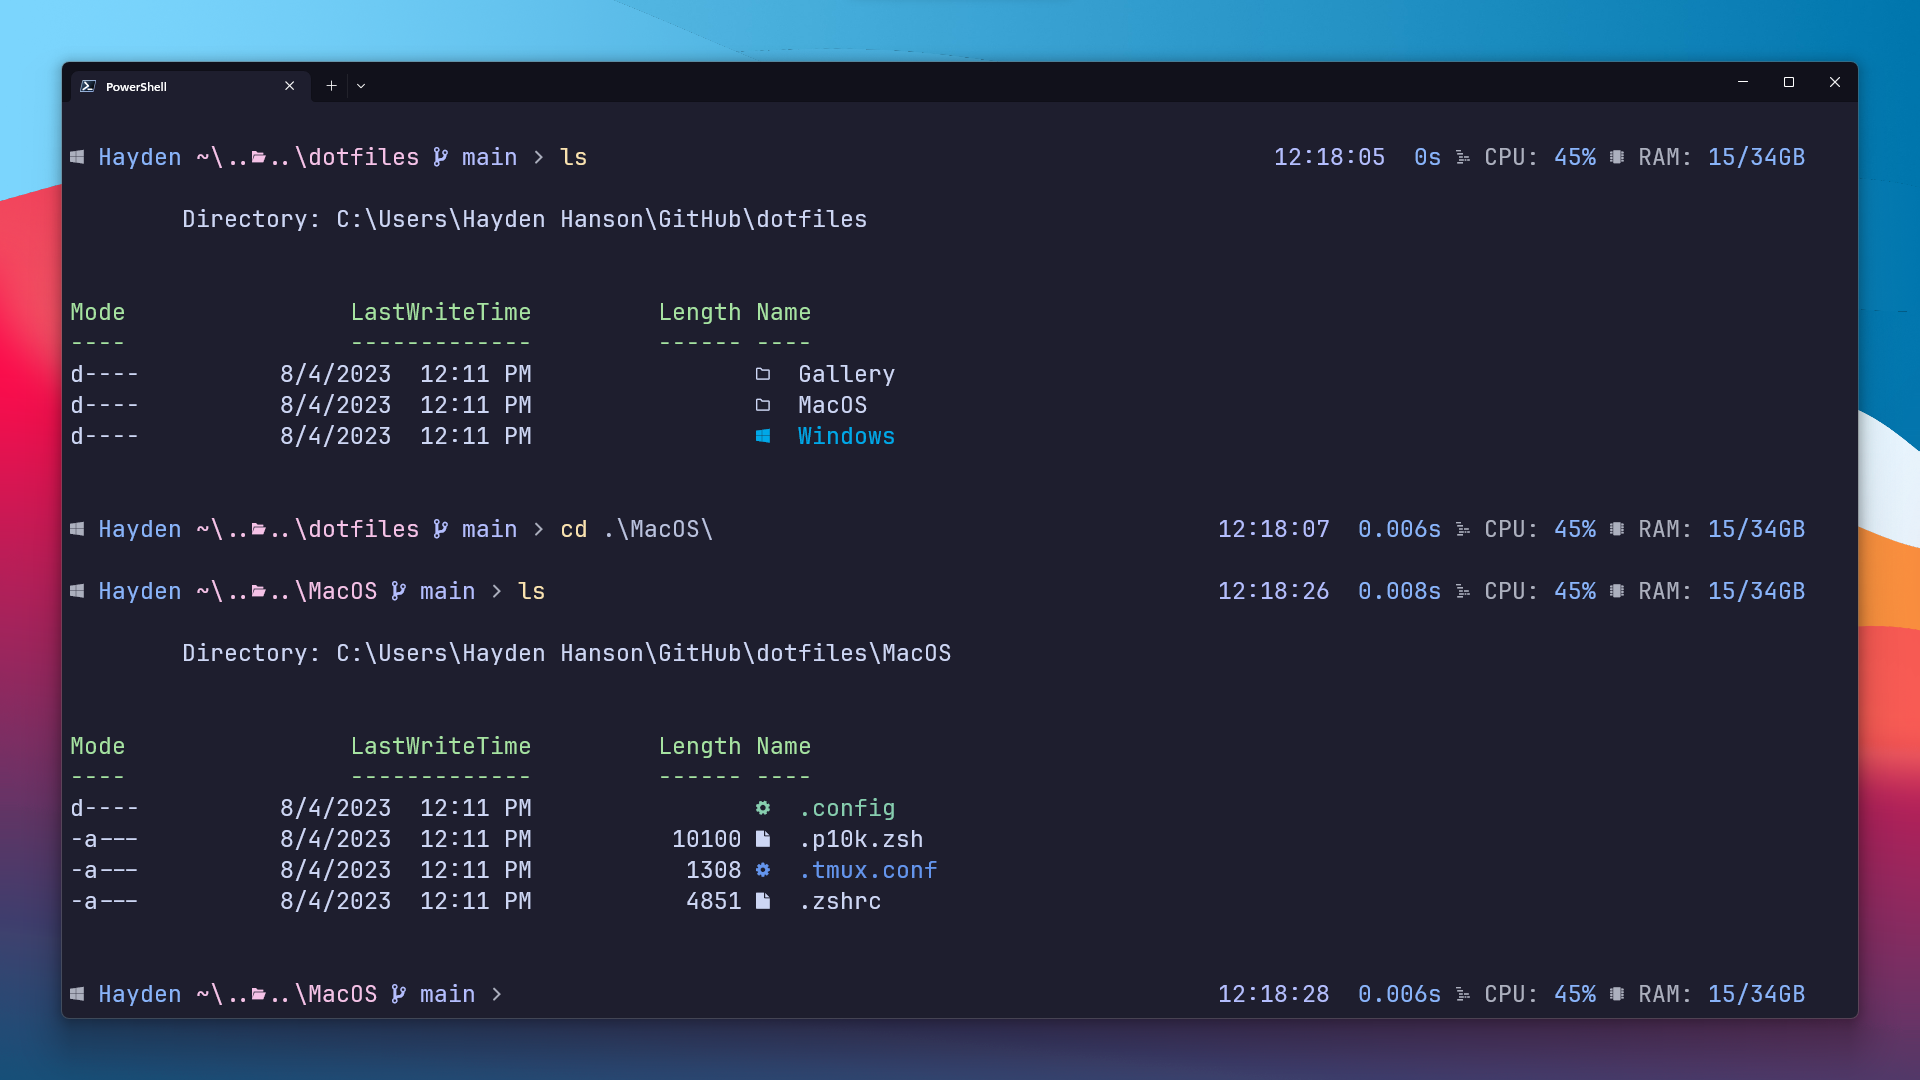 PowerShell
Hayden ~\....\dotfiles main > ls 12:18:05 0s CPU: 45% RAM: 15/34GB
Directory: C:\Users\Hayden Hanson\GitHub\dotfiles
Mode LastWriteTime Length Name
---- ------------- ------ ----
d---- 8/4/2023 12:11 PM Gallery
d---- 8/4/2023 12:11 PM MacOS
d---- 8/4/2023 12:11 PM Windows
Hayden ~\....\dotfiles main > cd .\MacOS\ 12:18:07 0.006s CPU: 45% RAM: 15/34GB
Hayden ~\....\MacOS main > ls 12:18:26 0.008s CPU: 45% RAM: 15/34GB
Directory: C:\Users\Hayden Hanson\GitHub\dotfiles\MacOS
Mode LastWriteTime Length Name
---- ------------- ------ ----
d---- 8/4/2023 12:11 PM .config
-a--- 8/4/2023 12:11 PM 10100 .p10k.zsh
-a--- 8/4/2023 12:11 PM 1308 .tmux.conf
-a--- 8/4/2023 12:11 PM 4851 .zshrc
Hayden ~\....\MacOS main > 12:18:28 0.006s CPU: 45% RAM: 15/34GB